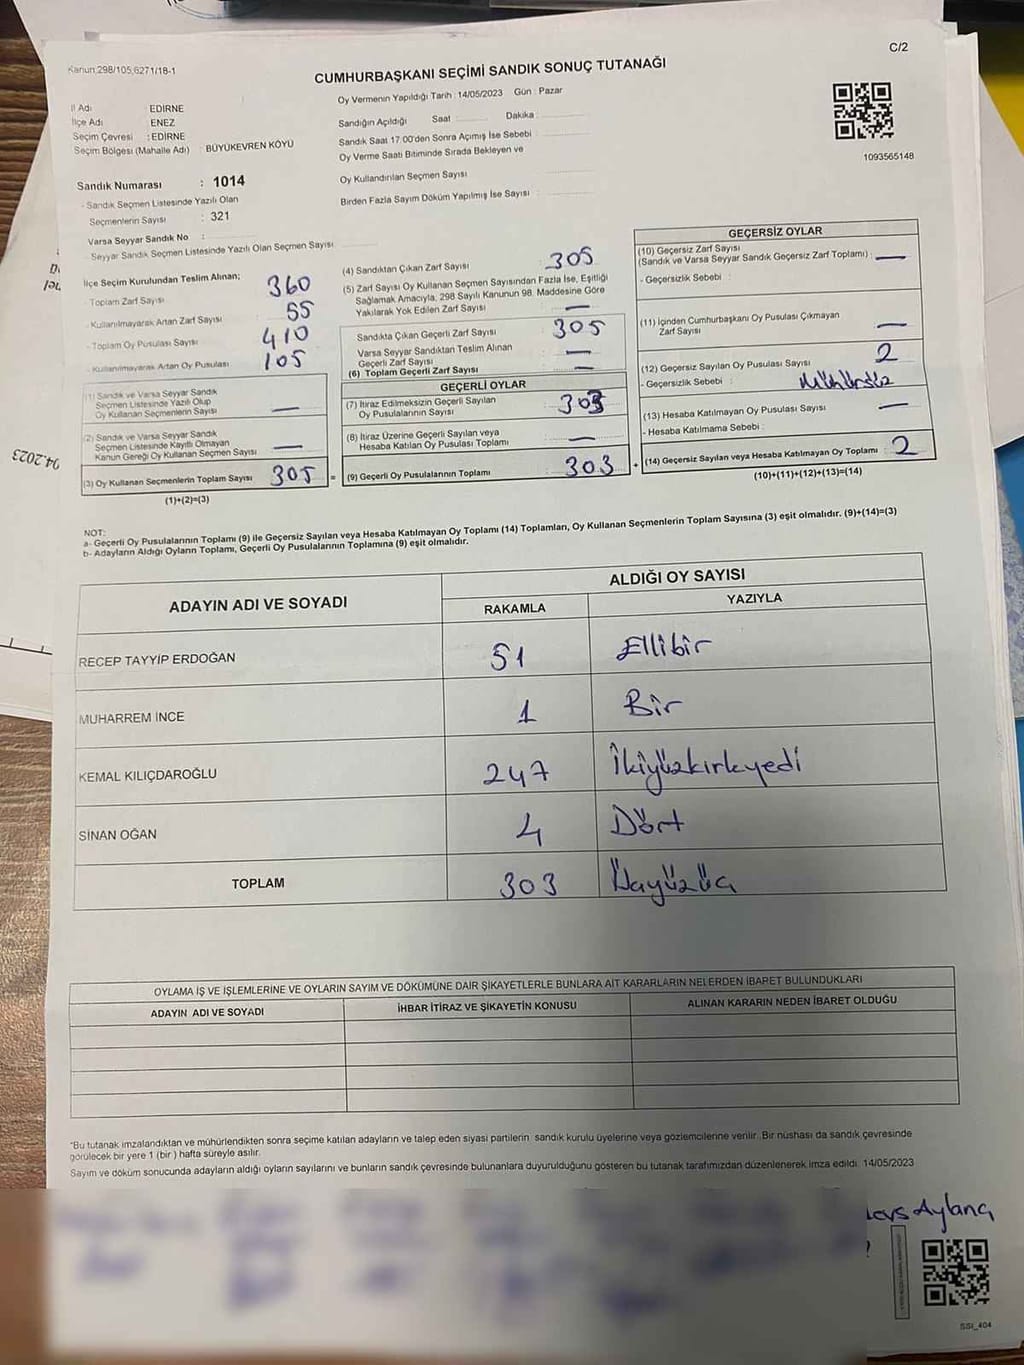 C/2
Kanun:298/105,6271/18-1
CUMHURBAŞKANI SEÇİMİ SANDIK SONUÇ TUTANAĞI
İl Adı : EDİRNE
İlçe Adı : ENEZ
Seçim Çevresi : EDİRNE
Seçim Bölgesi (Mahalle Adı) : BÜYÜKEVREN KÖYÜ
Sandık Numarası : 1014
- Sandık Seçmen Listesinde Yazılı Olan
Seçmenlerin Sayısı : 321
Varsa Seyyar Sandık No :
- Seyyar Sandık Seçmen Listesinde Yazılı Olan Seçmen Sayısı
Oy Vermenin Yapıldığı Tarih : 14/05/2023 Gün : Pazar
Sandığın Açıldığı Saat Dakika :
Sandık Saat 17.00'den Sonra Açımış İse Sebebi :
Oy Verme Saati Bitiminde Sırada Bekleyen ve
Oy Kullandırılan Seçmen Sayısı
Birden Fazla Sayım Döküm Yapılmış İse Sayısı :
1093565148
İlçe Seçim Kurulundan Teslim Alınan;
- Toplam Zarf Sayısı 360
- Kullanılmayarak Artan Zarf Sayısı 55
- Toplam Oy Pusulası Sayısı 410
- Kullanılmayarak Artan Oy Pusulası 105
(1) Sandık ve Varsa Seyyar Sandık
Seçmen Listesinde Yazılı Olup
Oy Kullanan Seçmenlerin Sayısı —
(2) Sandık ve Varsa Seyyar Sandık
Seçmen Listesinde Kayıtlı Olmayan
Kanun Gereği Oy Kullanan Seçmen Sayısı —
(3) Oy Kullanan Seçmenlerin Toplam Sayısı 305 =
(1)+(2)=(3)
(4) Sandıktan Çıkan Zarf Sayısı 305
(5) Zarf Sayısı Oy Kullanan Seçmen Sayısından Fazla İse, Eşitliği
Sağlamak Amacıyla, 298 Sayılı Kanunun 98. Maddesine Göre
Yakılarak Yok Edilen Zarf Sayısı —
Sandıkta Çıkan Geçerli Zarf Sayısı 305
Varsa Seyyar Sandıktan Teslim Alınan
Geçerli Zarf Sayısı —
(6) Toplam Geçerli Zarf Sayısı —
GEÇERLİ OYLAR
(7) İtiraz Edilmeksizin Geçerli Sayılan
Oy Pusulalarının Sayısı 303
(8) İtiraz Üzerine Geçerli Sayılan veya
Hesaba Katılan Oy Pusulası Toplamı —
(9) Geçerli Oy Pusulalarının Toplamı 303 +
GEÇERSİZ OYLAR
(10) Geçersiz Zarf Sayısı
(Sandık ve Varsa Seyyar Sandık Geçersiz Zarf Toplamı) : —
- Geçersizlik Sebebi :
(11) İçinden Cumhurbaşkanı Oy Pusulası Çıkmayan
Zarf Sayısı —
(12) Geçersiz Sayılan Oy Pusulası Sayısı 2
- Geçersizlik Sebebi : Mühürsüz
(13) Hesaba Katılmayan Oy Pusulası Sayısı —
- Hesaba Katılmama Sebebi :
(14) Geçersiz Sayılan veya Hesaba Katılmayan Oy Toplamı : 2
(10)+(11)+(12)+(13)=(14)
NOT:
a- Geçerli Oy Pusulalarının Toplamı (9) ile Geçersiz Sayılan veya Hesaba Katılmayan Oy Toplamı (14) Toplamları, Oy Kullanan Seçmenlerin Toplam Sayısına (3) eşit olmalıdır. (9)+(14)=(3)
b- Adayların Aldığı Oyların Toplamı, Geçerli Oy Pusulalarının Toplamına (9) eşit olmalıdır.
ADAYIN ADI VE SOYADI ALDIĞI OY SAYISI
RAKAMLA YAZIYLA
RECEP TAYYİP ERDOĞAN 51 Ellibir
MUHARREM İNCE 1 Bir
KEMAL KILIÇDAROĞLU 247 İkiyüzkırkyedi
SİNAN OĞAN 4 Dört
TOPLAM 303 Üçyüzüç
OYLAMA İŞ VE İŞLEMLERİNE VE OYLARIN SAYIM VE DÖKÜMÜNE DAİR ŞİKAYETLERLE BUNLARA AİT KARARLARIN NELERDEN İBARET BULUNDUKLARI
ADAYIN ADI VE SOYADI İHBAR İTİRAZ VE ŞİKAYETİN KONUSU ALINAN KARARIN NEDEN İBARET OLDUĞU
*Bu tutanak imzalandıktan ve mühürlendikten sonra seçime katılan adayların ve talep eden siyasi partilerin sandık kurulu üyelerine veya gözlemcilerine verilir. Bir nüshası da sandık çevresinde
görülecek bir yere 1 (bir ) hafta süreyle asılır.
Sayım ve döküm sonucunda adayların aldığı oyların sayılarını ve bunların sandık çevresinde bulunanlara duyurulduğunu gösteren bu tutanak tarafımızdan düzenlenerek imza edildi. 14/05/2023
Aylanç
SSI_404
04.2023